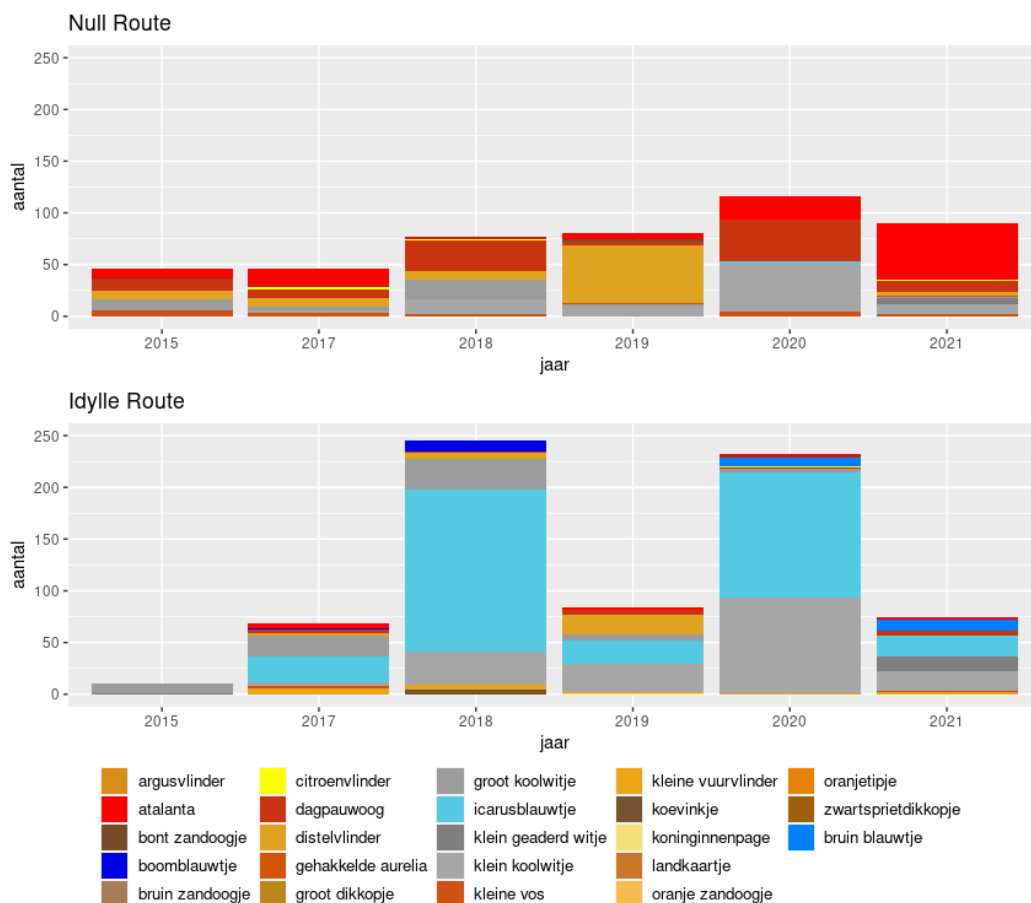 Null Route
250
200
150
100
50
0
aantal
2015 2017 2018 2019 2020 2021
jaar
Idylle Route
250
200
150
100
50
0
aantal
2015 2017 2018 2019 2020 2021
jaar
argusvlinder citroenvlinder groot koolwitje kleine vuurvlinder oranjetipje
atalanta dagpauwoog icarusblauwtje koevinkje zwartsprietdikkopje
bont zandoogje distelvlinder klein geaderd witje koninginnenpage bruin blauwtje
boomblauwtje gehakkelde aurelia klein koolwitje landkaartje
bruin zandoogje groot dikkopje kleine vos oranje zandoogje